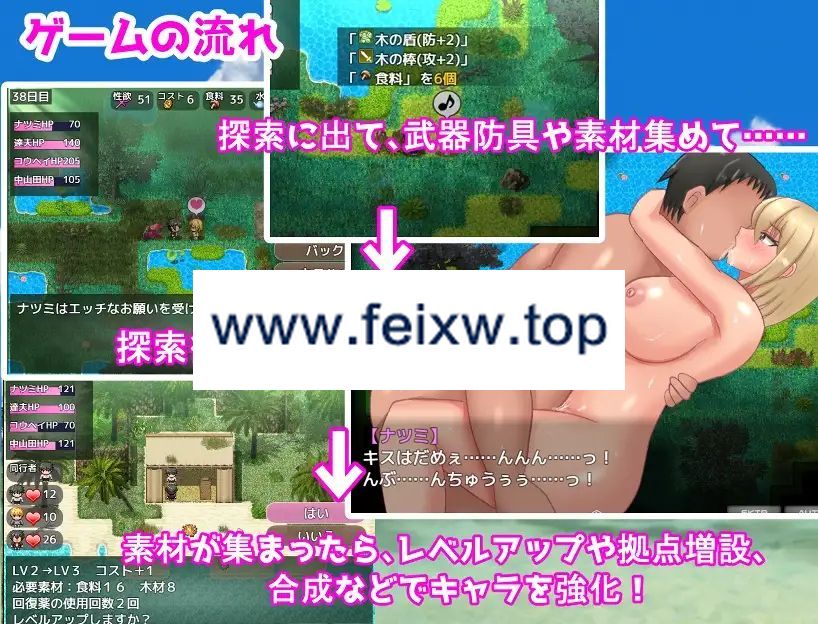 ゲームの流れ
「木の盾(防+2)」
「木の棒(攻+2)」
「食料」を6個
38日目
性欲 51 コスト 6 食料 35 水
ナツミHP 70
達夫HP 140
コウヘイHP 205
中山田HP 105
探索に出て、武器防具や素材集めて……
バック
ナツミはエッチなお願いを受け
探索
www.feixw.top
ナツミHP 121
達夫HP 100
コウヘイHP 70
中山田HP 121
同行者
12
10
26
【ナツミ】
キスはだめぇ……んんん……っ！
んぶ……んちゅうぅぅ……っ！
はい
いいえ
素材が集まったら、レベルアップや拠点増設、
合成などでキャラを強化！
LV２→LV３ コスト+１
必要素材：食料１６ 木材８
回復薬の使用回数２回
レベルアップしますか？